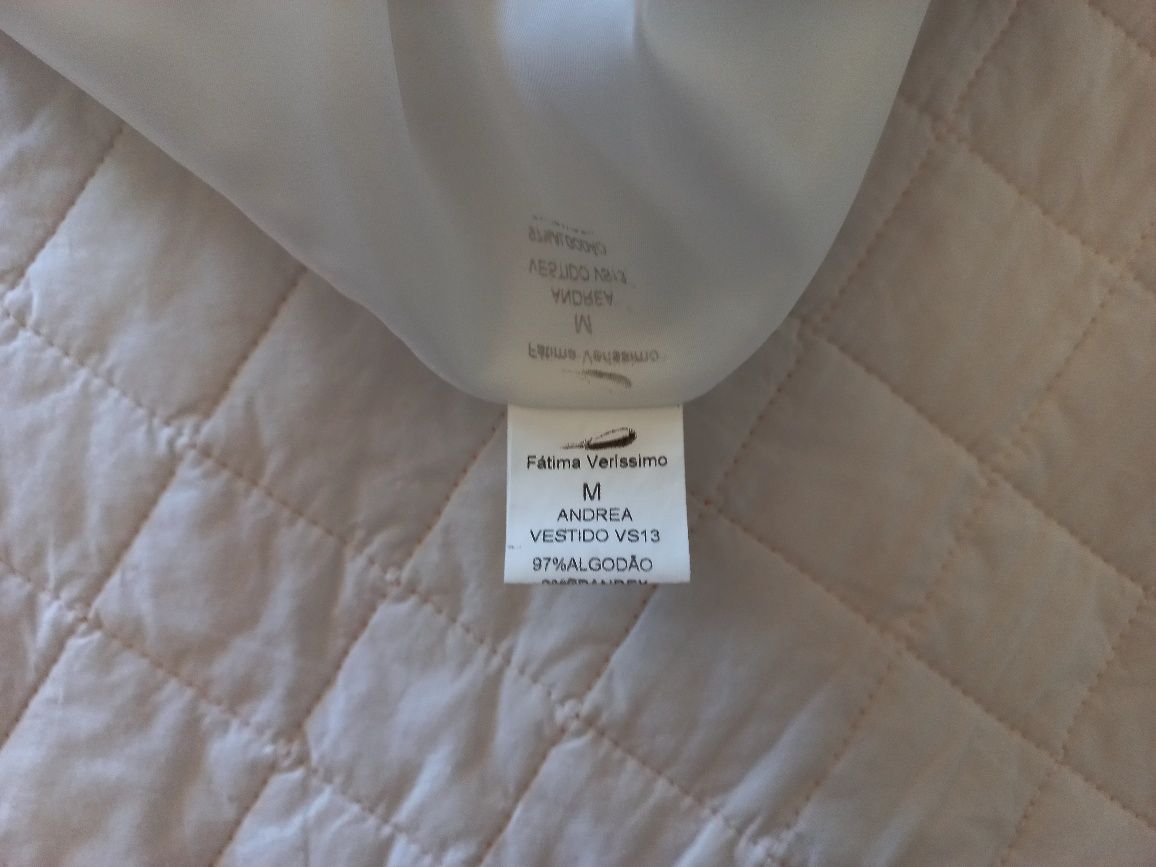 Fátima Veríssimo
M
ANDREA
VESTIDO VS13
97%ALGODÃO